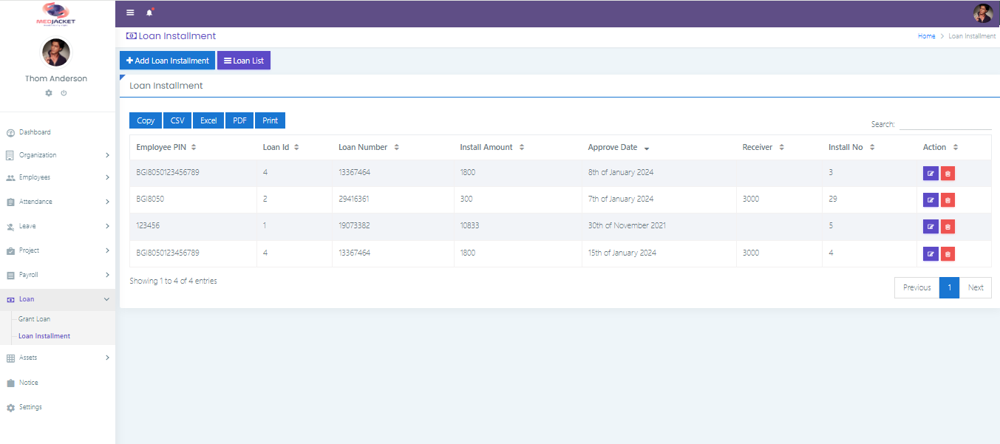 MEDJACKET
Thom Anderson
Dashboard
Organization
Employees
Attendance
Leave
Project
Payroll
Loan
Grant Loan
Loan Installment
Assets
Notice
Settings
Loan Installment
Home > Loan Installment
Add Loan Installment Loan List
Loan Installment
Copy CSV Excel PDF Print
Search:
Employee PIN Loan Id Loan Number Install Amount Approve Date Receiver Install No Action
BGI8050123456789 4 13367464 1800 8th of January 2024 3
BGI8050 2 29416361 300 7th of January 2024 3000 29
123456 1 19073382 10833 30th of November 2021 5
BGI8050123456789 4 13367464 1800 15th of January 2024 3000 4
Showing 1 to 4 of 4 entries
Previous 1 Next